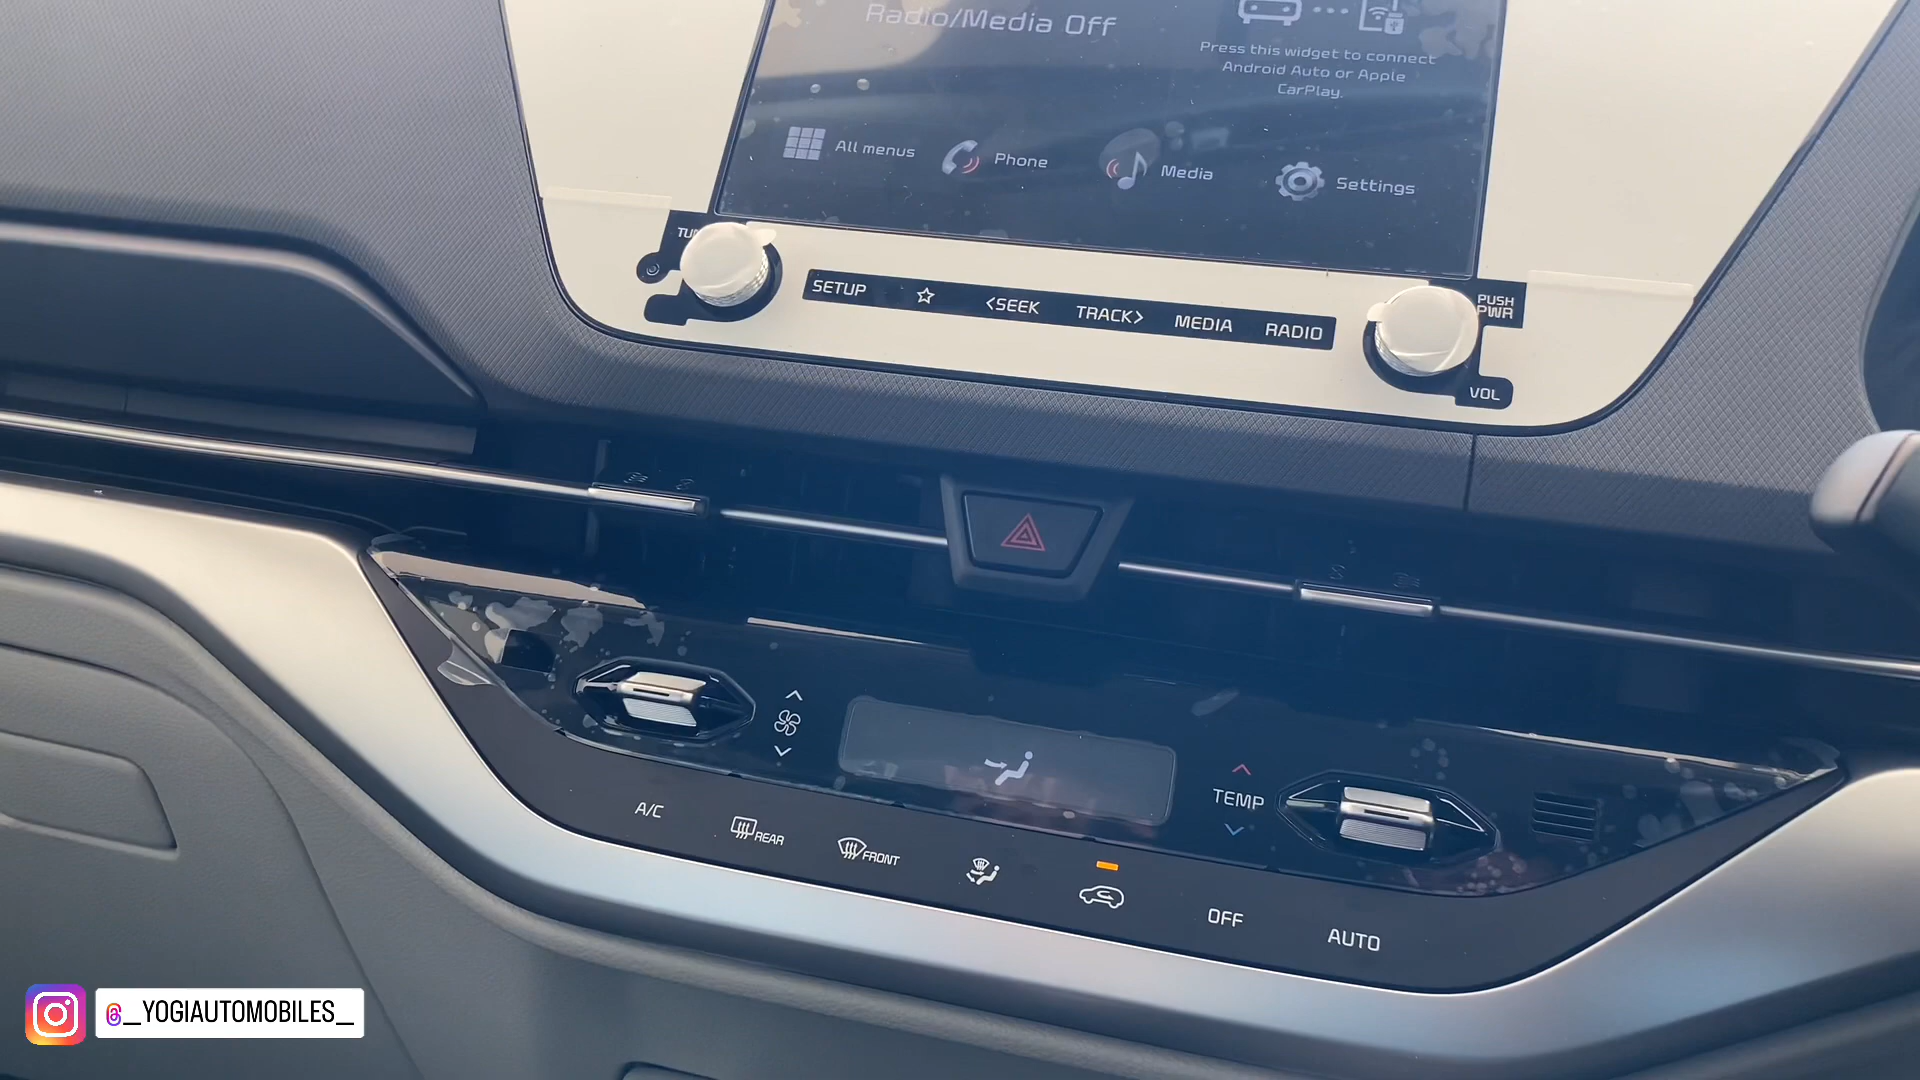 Radio/Media Off
Press this widget to connect
Android Auto or Apple
CarPlay.
All menus
Phone
Media
Settings
SETUP
<SEEK
TRACK>
MEDIA
RADIO
PUSH
PWR
VOL
TEMP
A/C
REAR
FRONT
OFF
AUTO
@_YOGIAUTOMOBILES_